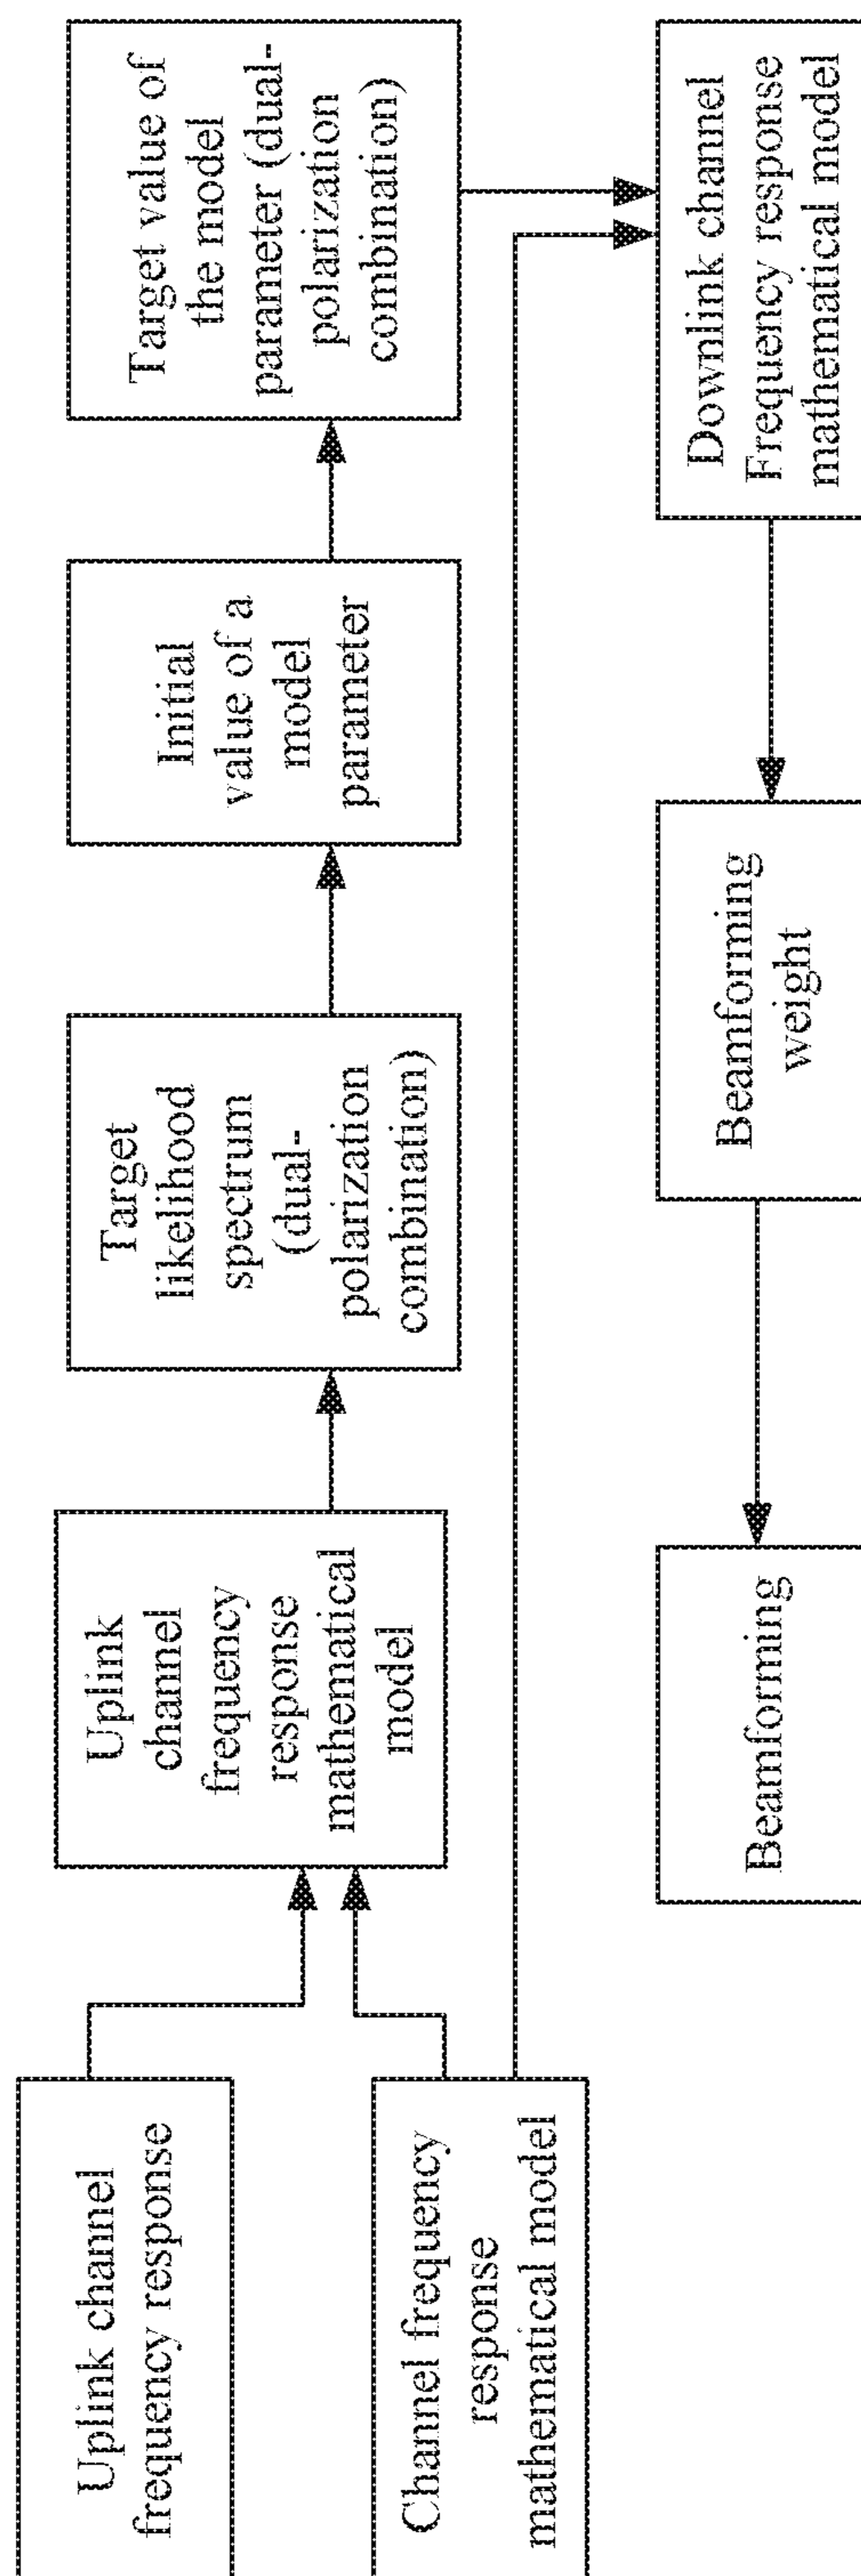 Uplink channel
frequency response
Channel frequency
response
mathematical model
Uplink
channel
frequency
response
mathematical
model
Target
likelihood
spectrum
(dual-
polarization
combination)
Initial
value of a
model
parameter
Target value of
the model
parameter (dual-
polarization
combination)
Downlink channel
Frequency response
mathematical model
Beamforming
weight
Beamforming